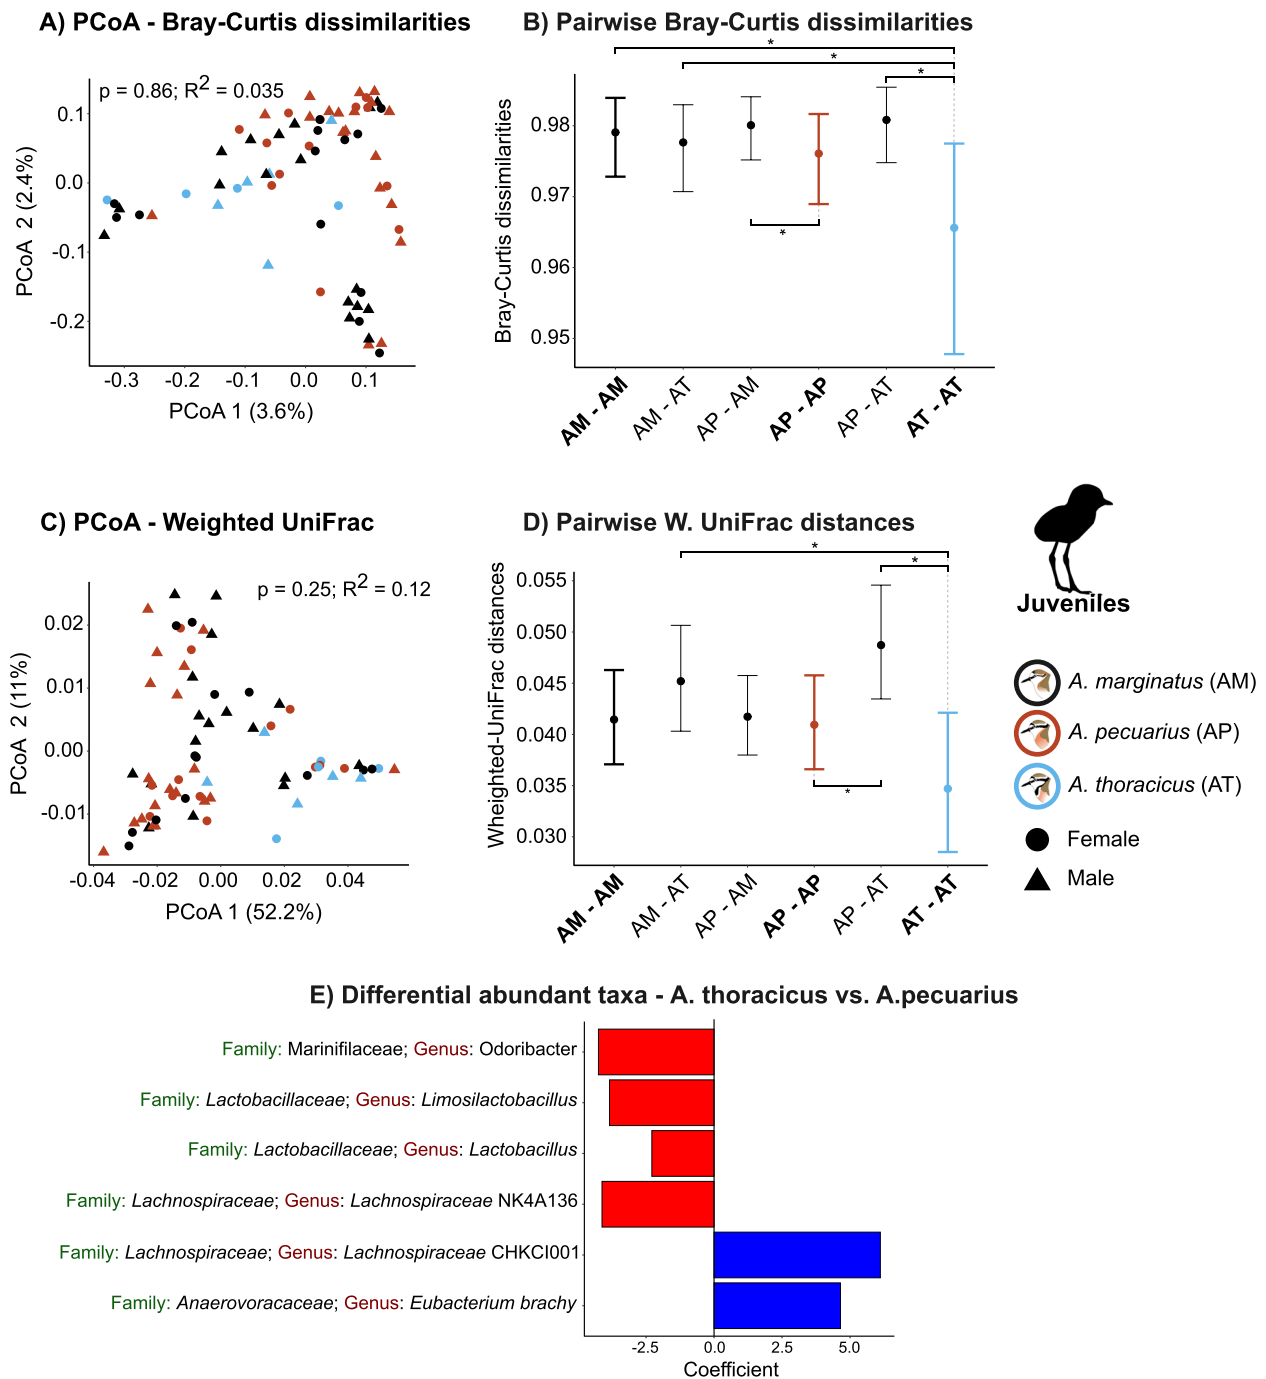 A) PCoA - Bray-Curtis dissimilarities
p = 0.86; R2 = 0.035
PCoA 2 (2.4%)
0.1
0.0
-0.1
-0.2
-0.3
-0.2
-0.1
0.0
0.1
PCoA 1 (3.6%)
B) Pairwise Bray-Curtis dissimilarities
*
*
*
*
Bray-Curtis dissimilarities
0.98
0.97
0.96
0.95
AM - AM
AM - AT
AP - AM
AP - AP
AP - AT
AT - AT
C) PCoA - Weighted UniFrac
p = 0.25; R2 = 0.12
PCoA 2 (11%)
0.02
0.01
0.00
-0.01
-0.04
-0.02
0.00
0.02
0.04
PCoA 1 (52.2%)
D) Pairwise W. UniFrac distances
*
*
*
Wheighted-UniFrac distances
0.055
0.050
0.045
0.040
0.035
0.030
AM - AM
AM - AT
AP - AM
AP - AP
AP - AT
AT - AT
Juveniles
A. marginatus (AM)
A. pecuarius (AP)
A. thoracicus (AT)
Female
Male
E) Differential abundant taxa - A. thoracicus vs. A.pecuarius
Family: Marinifilaceae; Genus: Odoribacter
Family: Lactobacillaceae; Genus: Limosilactobacillus
Family: Lactobacillaceae; Genus: Lactobacillus
Family: Lachnospiraceae; Genus: Lachnospiraceae NK4A136
Family: Lachnospiraceae; Genus: Lachnospiraceae CHKCI001
Family: Anaerovoracaceae; Genus: Eubacterium brachy
-2.5
0.0
2.5
5.0
Coefficient